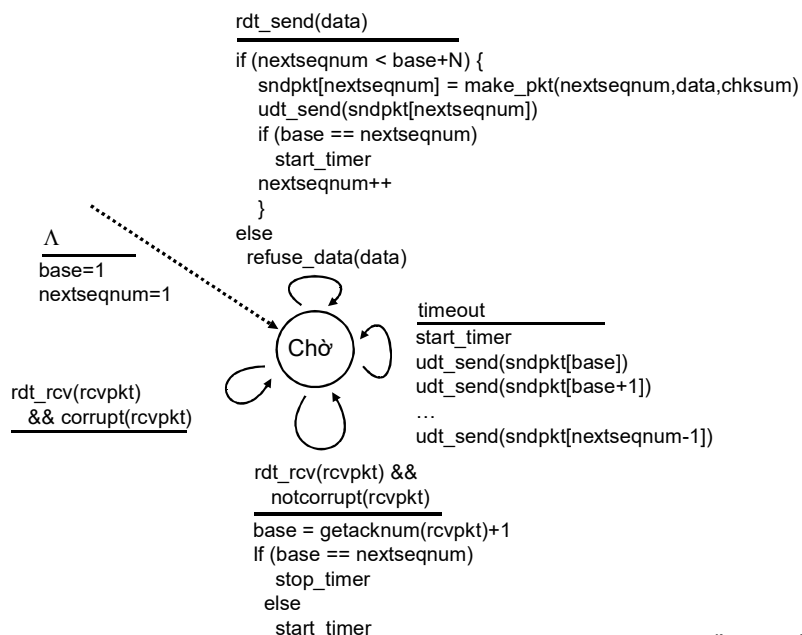 rdt_send(data)
if (nextseqnum < base+N) {
sndpkt[nextseqnum] = make_pkt(nextseqnum,data,chksum)
udt_send(sndpkt[nextseqnum])
if (base == nextseqnum)
start_timer
nextseqnum++
}
else
refuse_data(data)
Λ
base=1
nextseqnum=1
Chờ
timeout
start_timer
udt_send(sndpkt[base])
udt_send(sndpkt[base+1])
…
udt_send(sndpkt[nextseqnum-1])
rdt_rcv(rcvpkt)
&& corrupt(rcvpkt)
rdt_rcv(rcvpkt) &&
notcorrupt(rcvpkt)
base = getacknum(rcvpkt)+1
If (base == nextseqnum)
stop_timer
else
start_timer